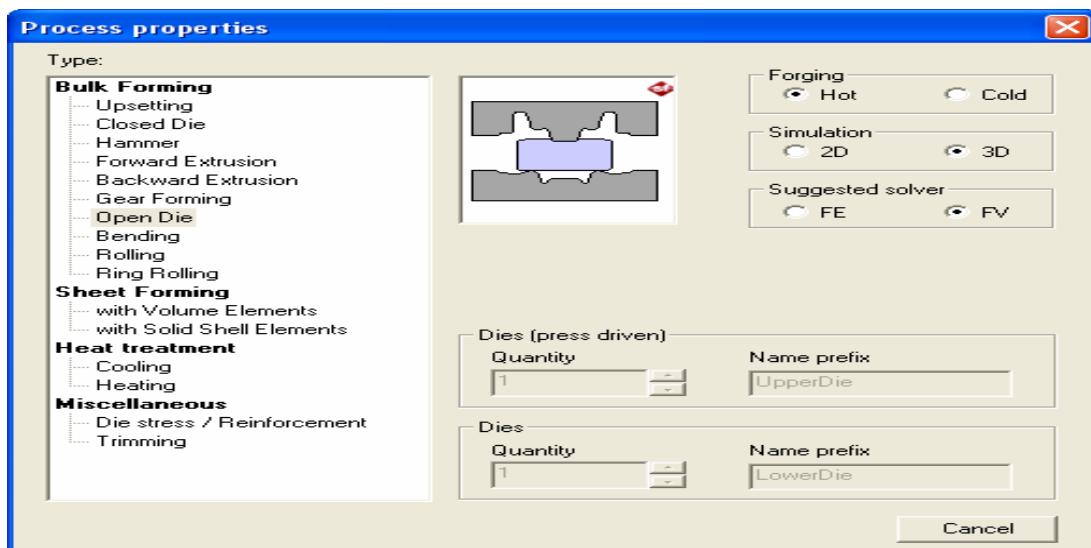 Process properties
Type:
Bulk Forming
Upsetting
Closed Die
Hammer
Forward Extrusion
Backward Extrusion
Gear Forming
Open Die
Bending
Rolling
Ring Rolling
Sheet Forming
with Volume Elements
with Solid Shell Elements
Heat treatment
Cooling
Heating
Miscellaneous
Die stress / Reinforcement
Trimming
Forging
Hot Cold
Simulation
2D 3D
Suggested solver
FE FV
Dies (press driven)
Quantity Name prefix
1 UpperDie
Dies
Quantity Name prefix
1 LowerDie
Cancel